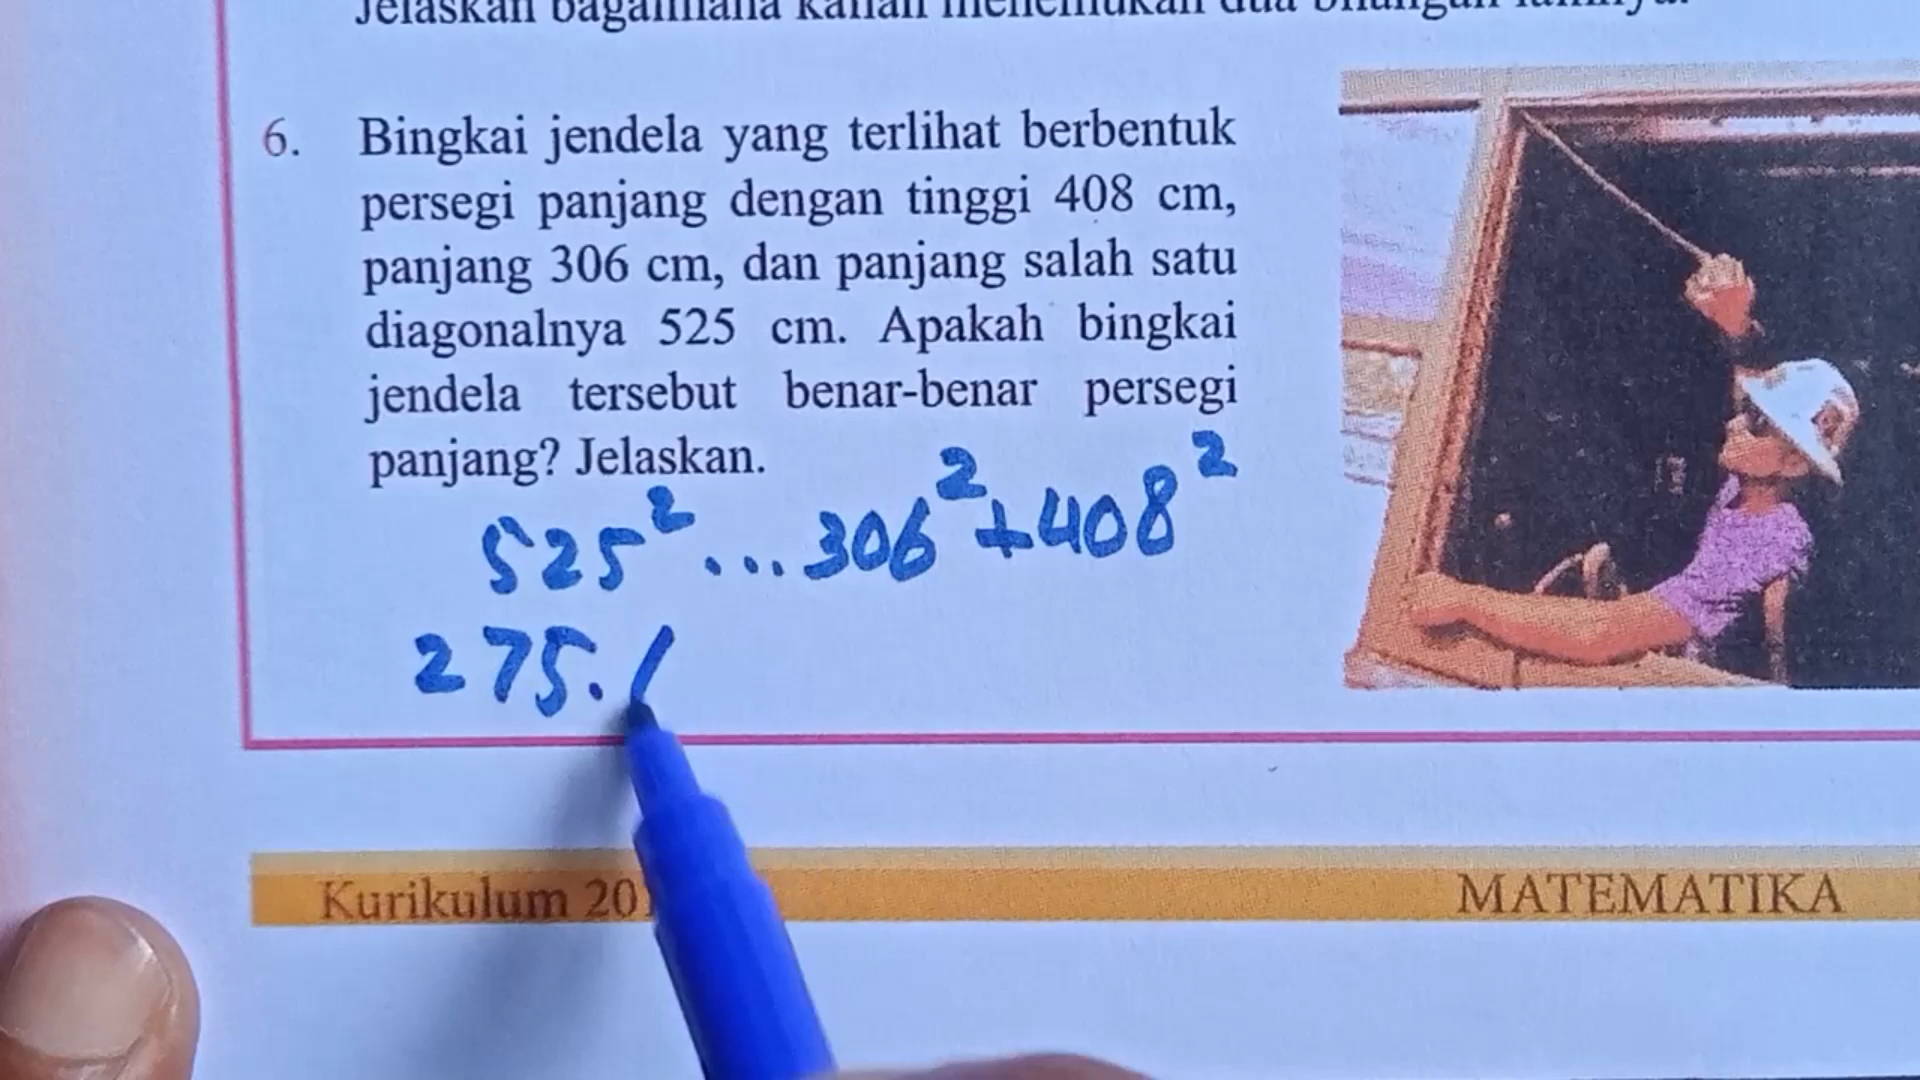 6. Bingkai jendela yang terlihat berbentuk
persegi panjang dengan tinggi 408 cm,
panjang 306 cm, dan panjang salah satu
diagonalnya 525 cm. Apakah bingkai
jendela tersebut benar-benar persegi
panjang? Jelaskan.
525² ... 306² + 408²
275.
Kurikulum 20
MATEMATIKA